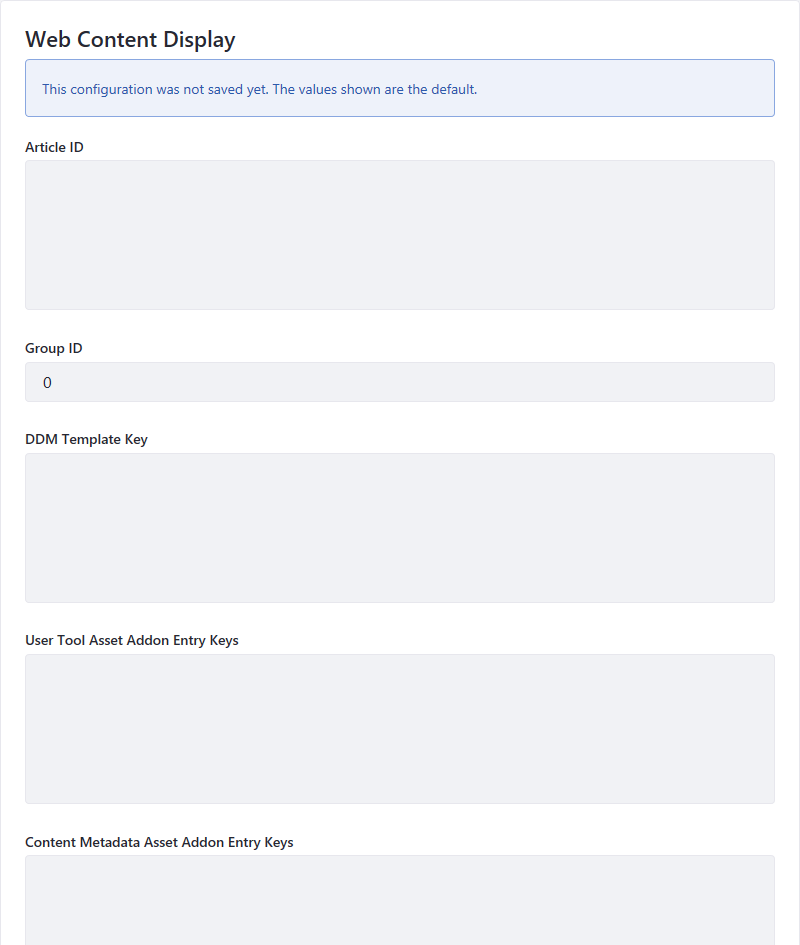 Web Content Display
This configuration was not saved yet. The values shown are the default.
Article ID
Group ID
0
DDM Template Key
User Tool Asset Addon Entry Keys
Content Metadata Asset Addon Entry Keys